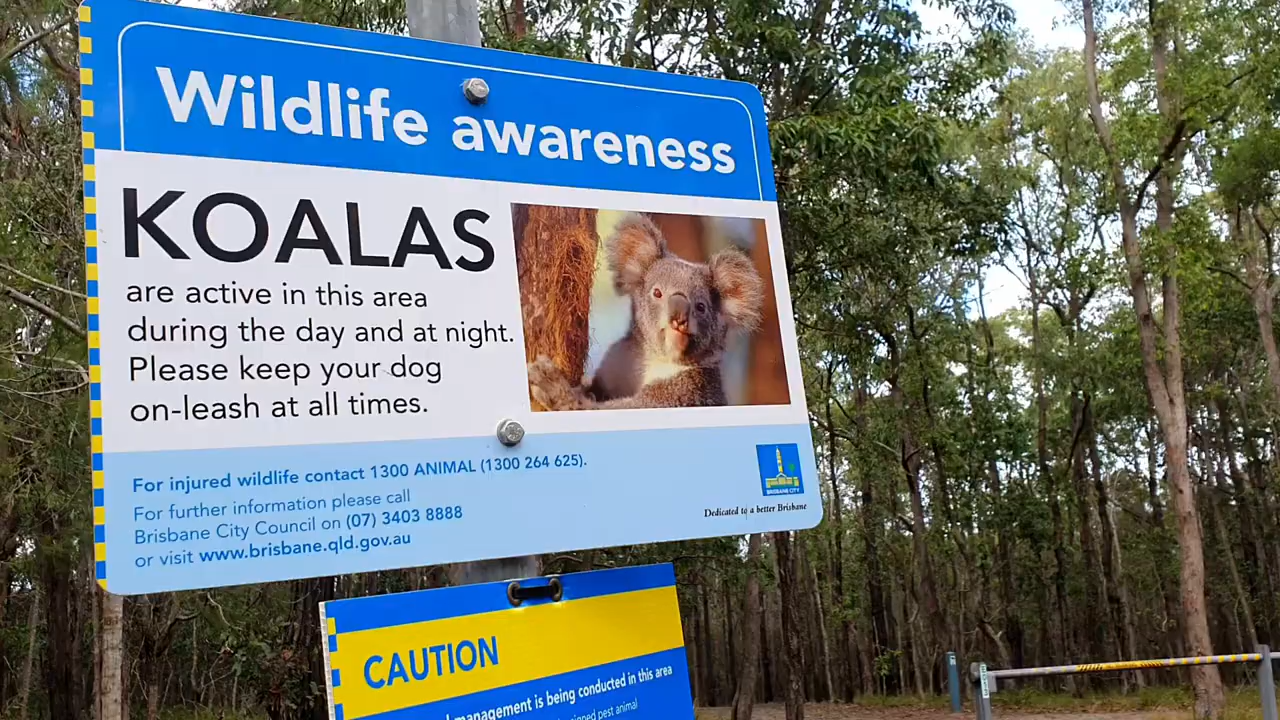 Wildlife awareness
KOALAS
are active in this area
during the day and at night.
Please keep your dog
on-leash at all times.
For injured wildlife contact 1300 ANIMAL (1300 264 625).
For further information please call
Brisbane City Council on (07) 3403 8888
or visit www.brisbane.qld.gov.au
BRISBANE CITY
Dedicated to a better Brisbane
CAUTION
management is being conducted in this area
pest animal